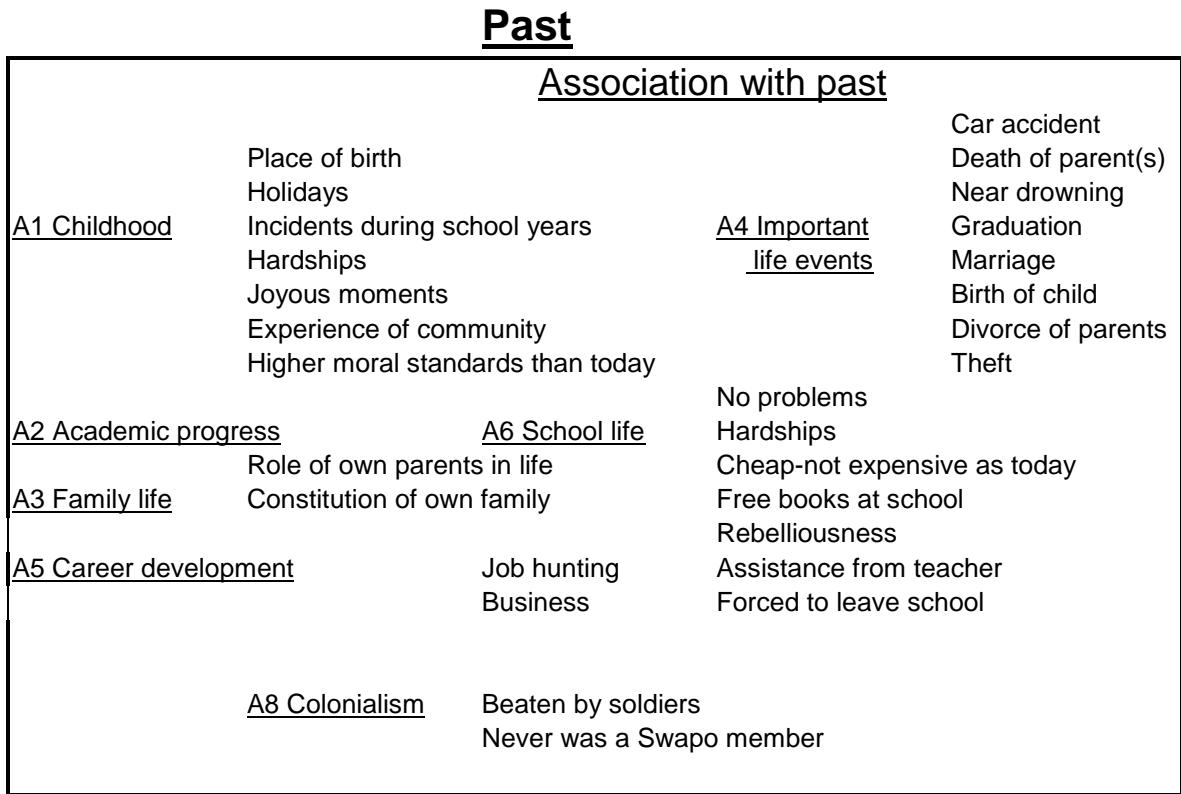 Past
Association with past
Car accident
Place of birth Death of parent(s)
Holidays Near drowning
A1 Childhood Incidents during school years A4 Important Graduation
Hardships life events Marriage
Joyous moments Birth of child
Experience of community Divorce of parents
Higher moral standards than today Theft
No problems
A2 Academic progress A6 School life Hardships
Role of own parents in life Cheap-not expensive as today
A3 Family life Constitution of own family Free books at school
Rebelliousness
A5 Career development Job hunting Assistance from teacher
Business Forced to leave school
A8 Colonialism Beaten by soldiers
Never was a Swapo member